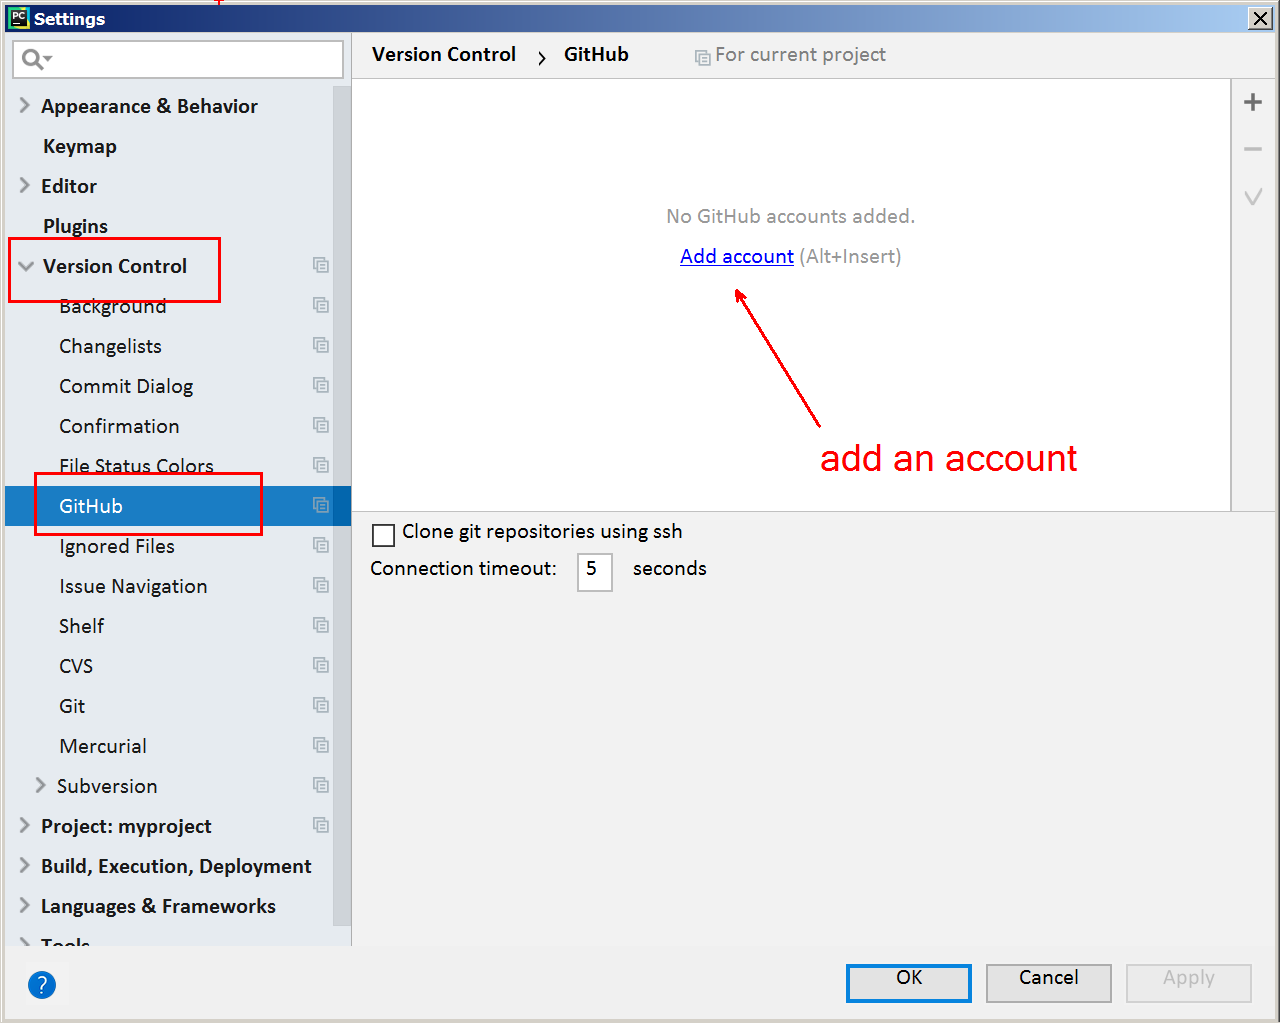 PC Settings
Version Control > GitHub For current project
Appearance & Behavior
Keymap
Editor
Plugins
Version Control
Background
Changelists
Commit Dialog
Confirmation
File Status Colors
GitHub
Ignored Files
Issue Navigation
Shelf
CVS
Git
Mercurial
Subversion
Project: myproject
Build, Execution, Deployment
Languages & Frameworks
Tools
No GitHub accounts added.
Add account (Alt+Insert)
add an account
Clone git repositories using ssh
Connection timeout: 5 seconds
?
OK Cancel Apply